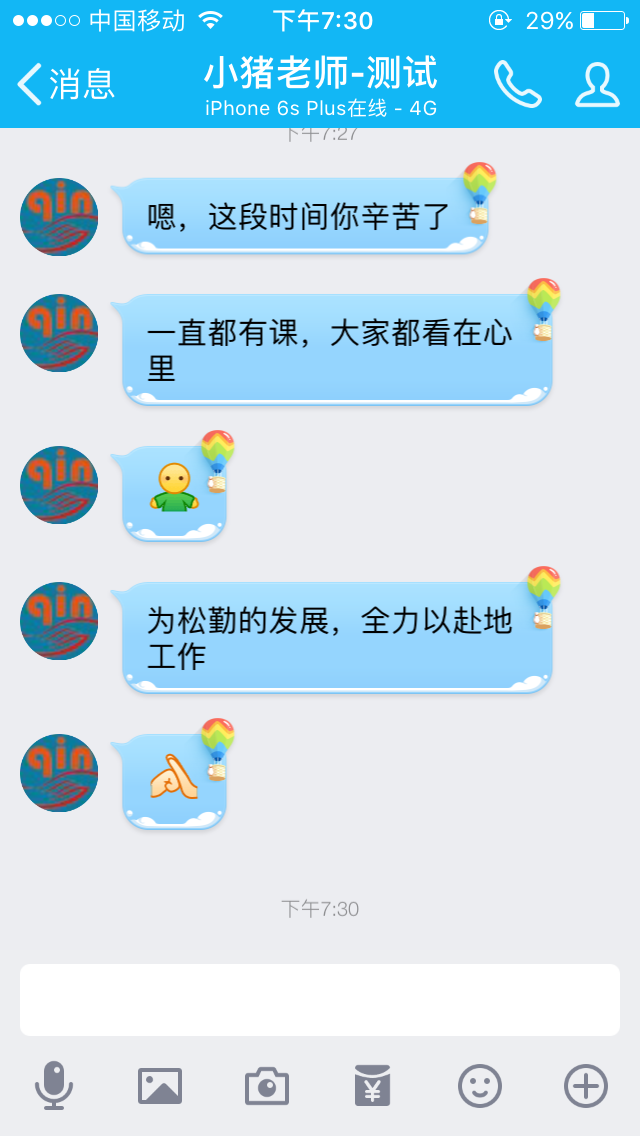 中国移动 下午7:30 29%
消息 小猪老师-测试
iPhone 6s Plus在线 - 4G
下午7:27
qin
嗯，这段时间你辛苦了
qin
一直都有课，大家都看在心
里
qin
qin
为松勤的发展，全力以赴地
工作
qin
下午7:30
¥